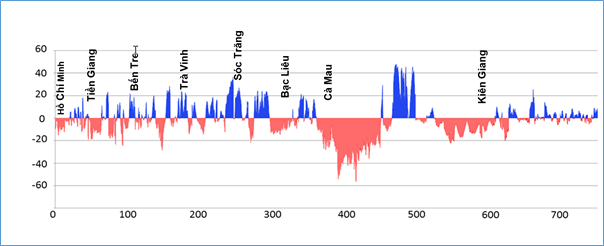 60
40
20
0
-20
-40
-60
-80
Hồ Chí Minh
Tiền Giang
Bến Tre
Trà Vinh
Sóc Trăng
Bạc Liêu
Cà Mau
Kiên Giang
0 100 200 300 400 500 600 700